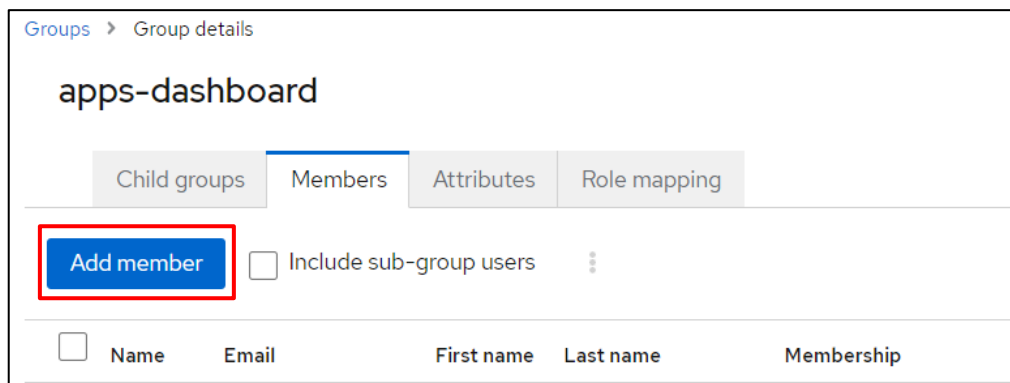 Groups > Group details
apps-dashboard
Child groups Members Attributes Role mapping
Add member Include sub-group users
Name Email First name Last name Membership